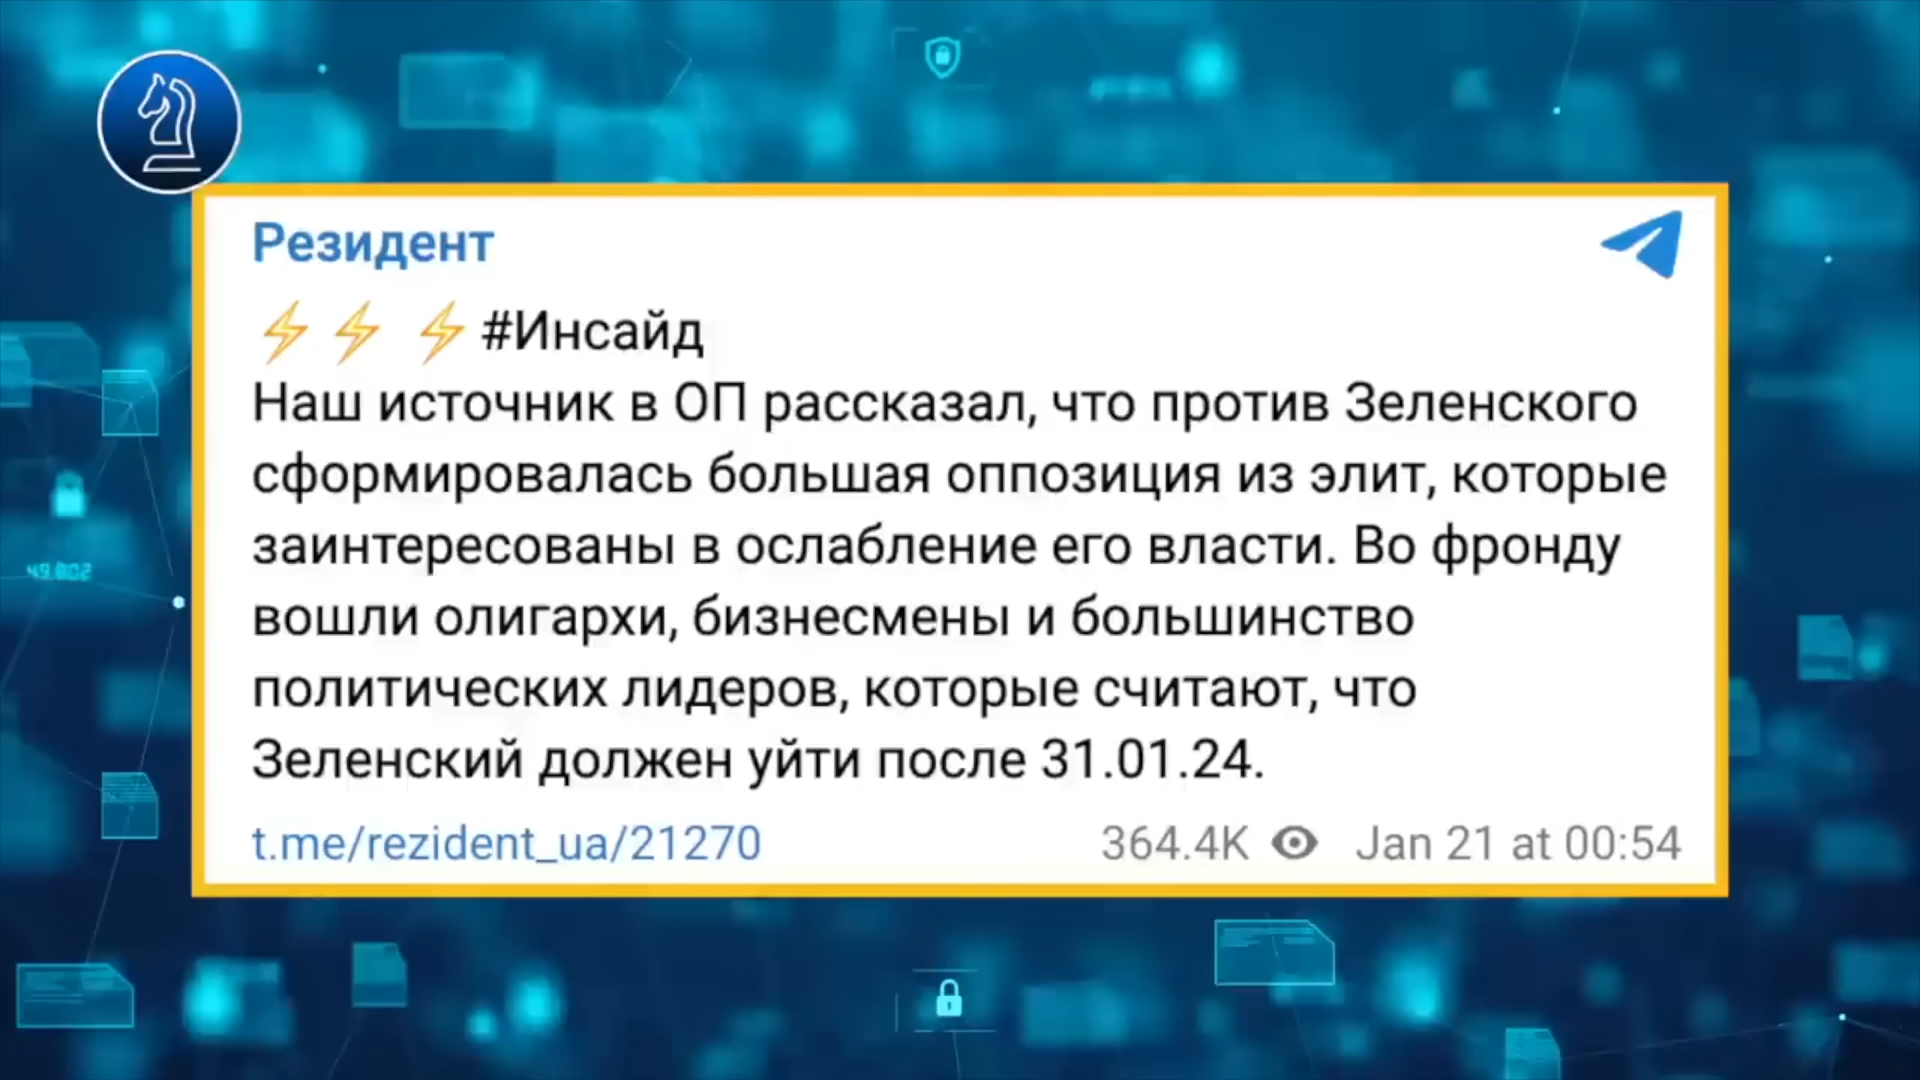 Резидент
⚡⚡ ⚡#Инсайд
Наш источник в ОП рассказал, что против Зеленского
сформировалась большая оппозиция из элит, которые
заинтересованы в ослабление его власти. Во фронду
вошли олигархи, бизнесмены и большинство
политических лидеров, которые считают, что
Зеленский должен уйти после 31.01.24.
t.me/rezident_ua/21270 364.4K Jan 21 at 00:54